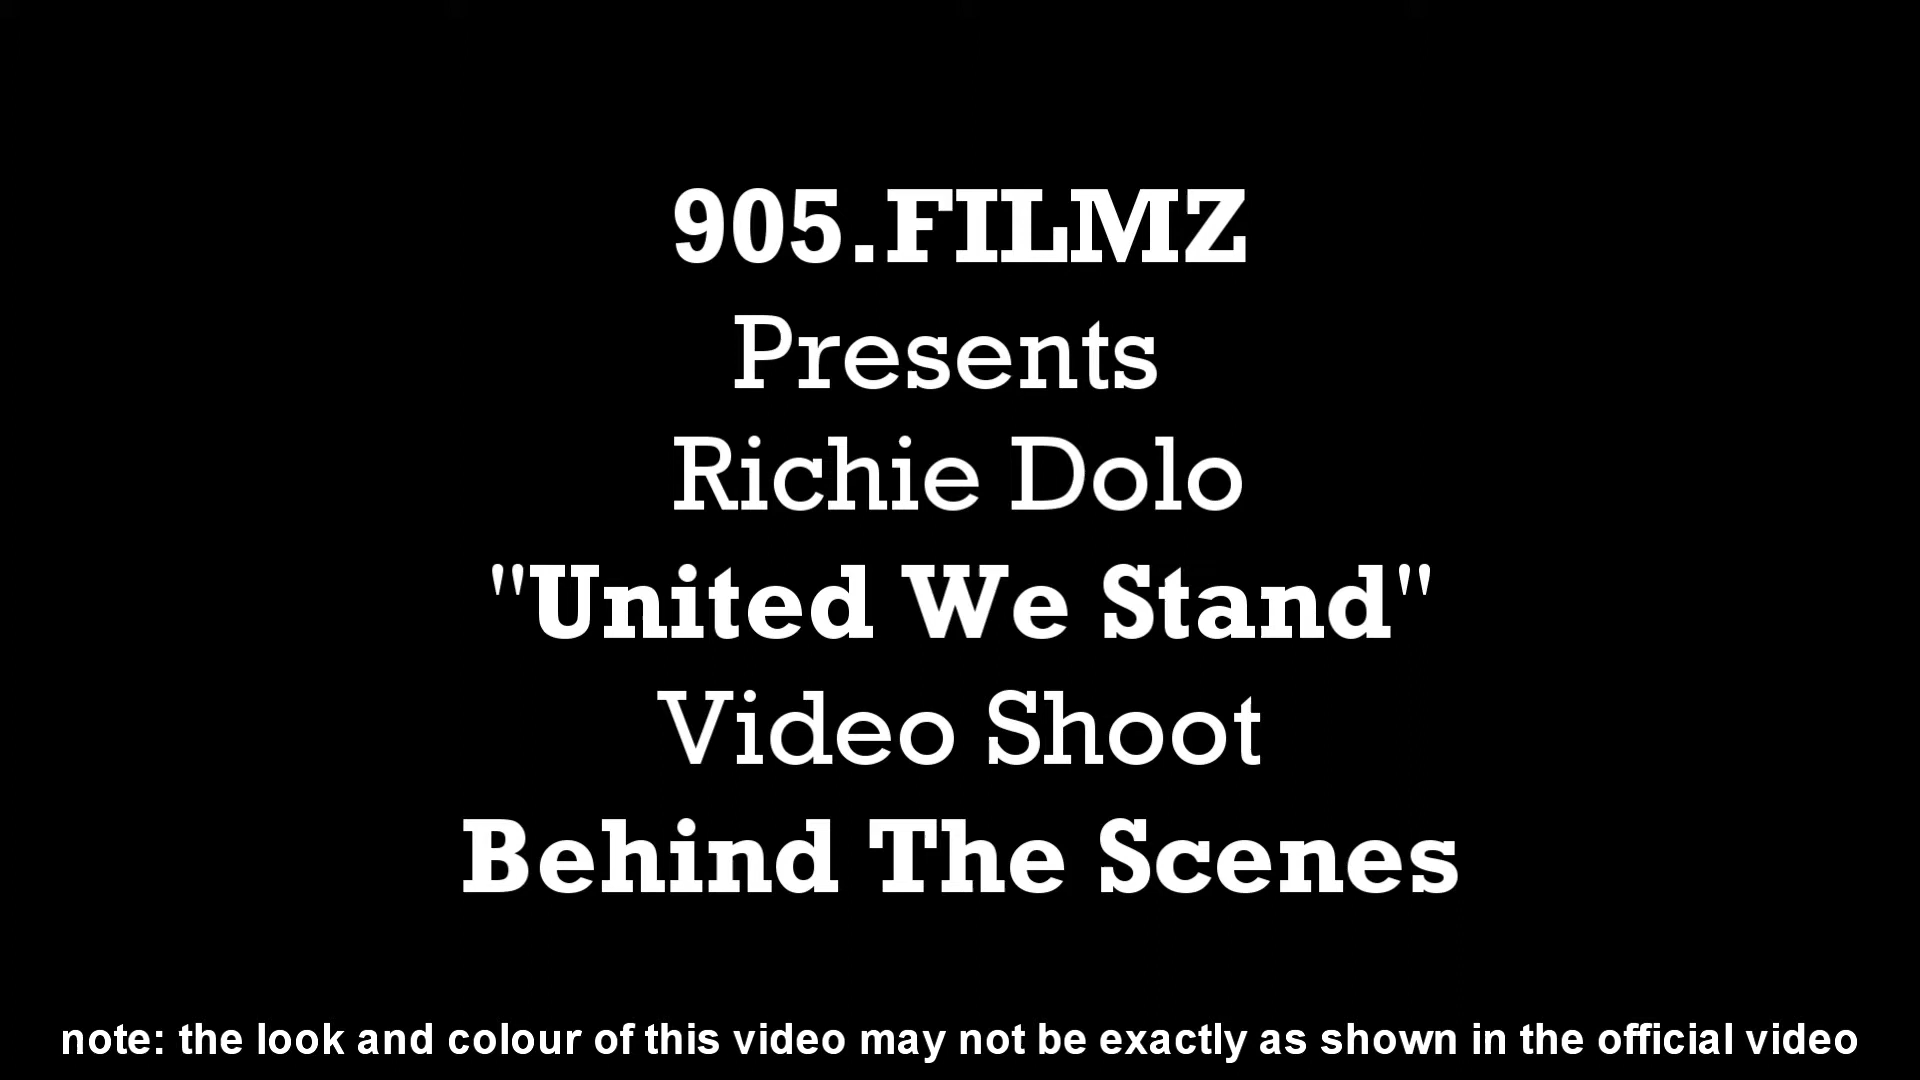 905.FILMZ
Presents
Richie Dolo
"United We Stand"
Video Shoot
Behind The Scenes
note: the look and colour of this video may not be exactly as shown in the official video